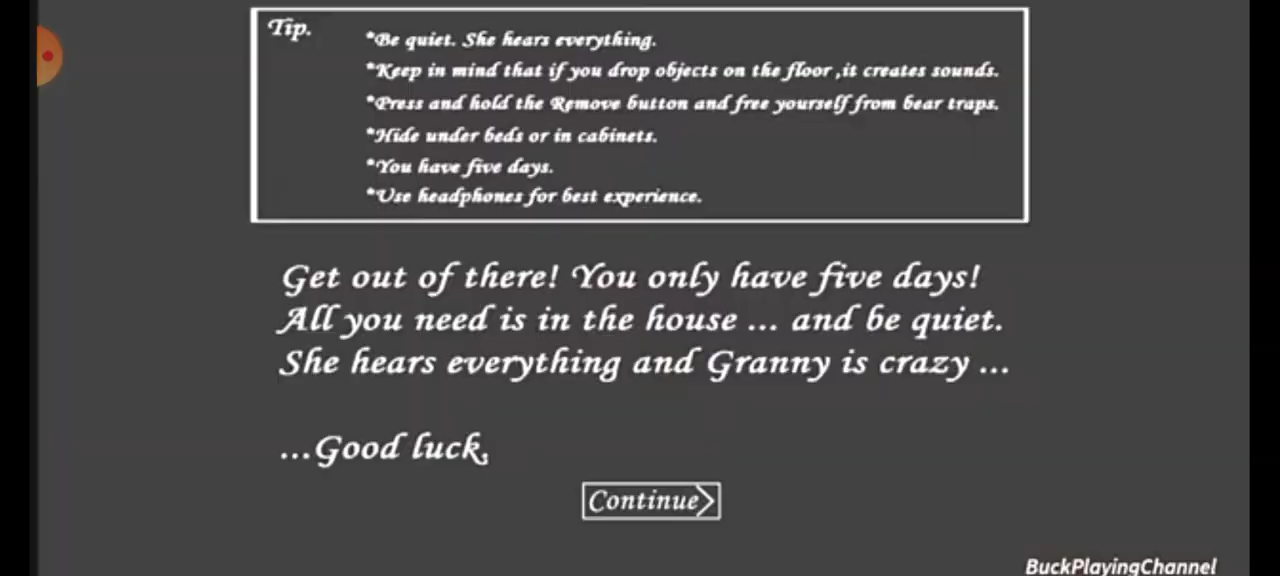 Tip.
*Be quiet. She hears everything.
*Keep in mind that if you drop objects on the floor ,it creates sounds.
*Press and hold the Remove button and free yourself from bear traps.
*Hide under beds or in cabinets.
*You have five days.
*Use headphones for best experience.
Get out of there! You only have five days!
All you need is in the house ... and be quiet.
She hears everything and Granny is crazy ...
...Good luck,
Continue>
BuckPlayingChannel